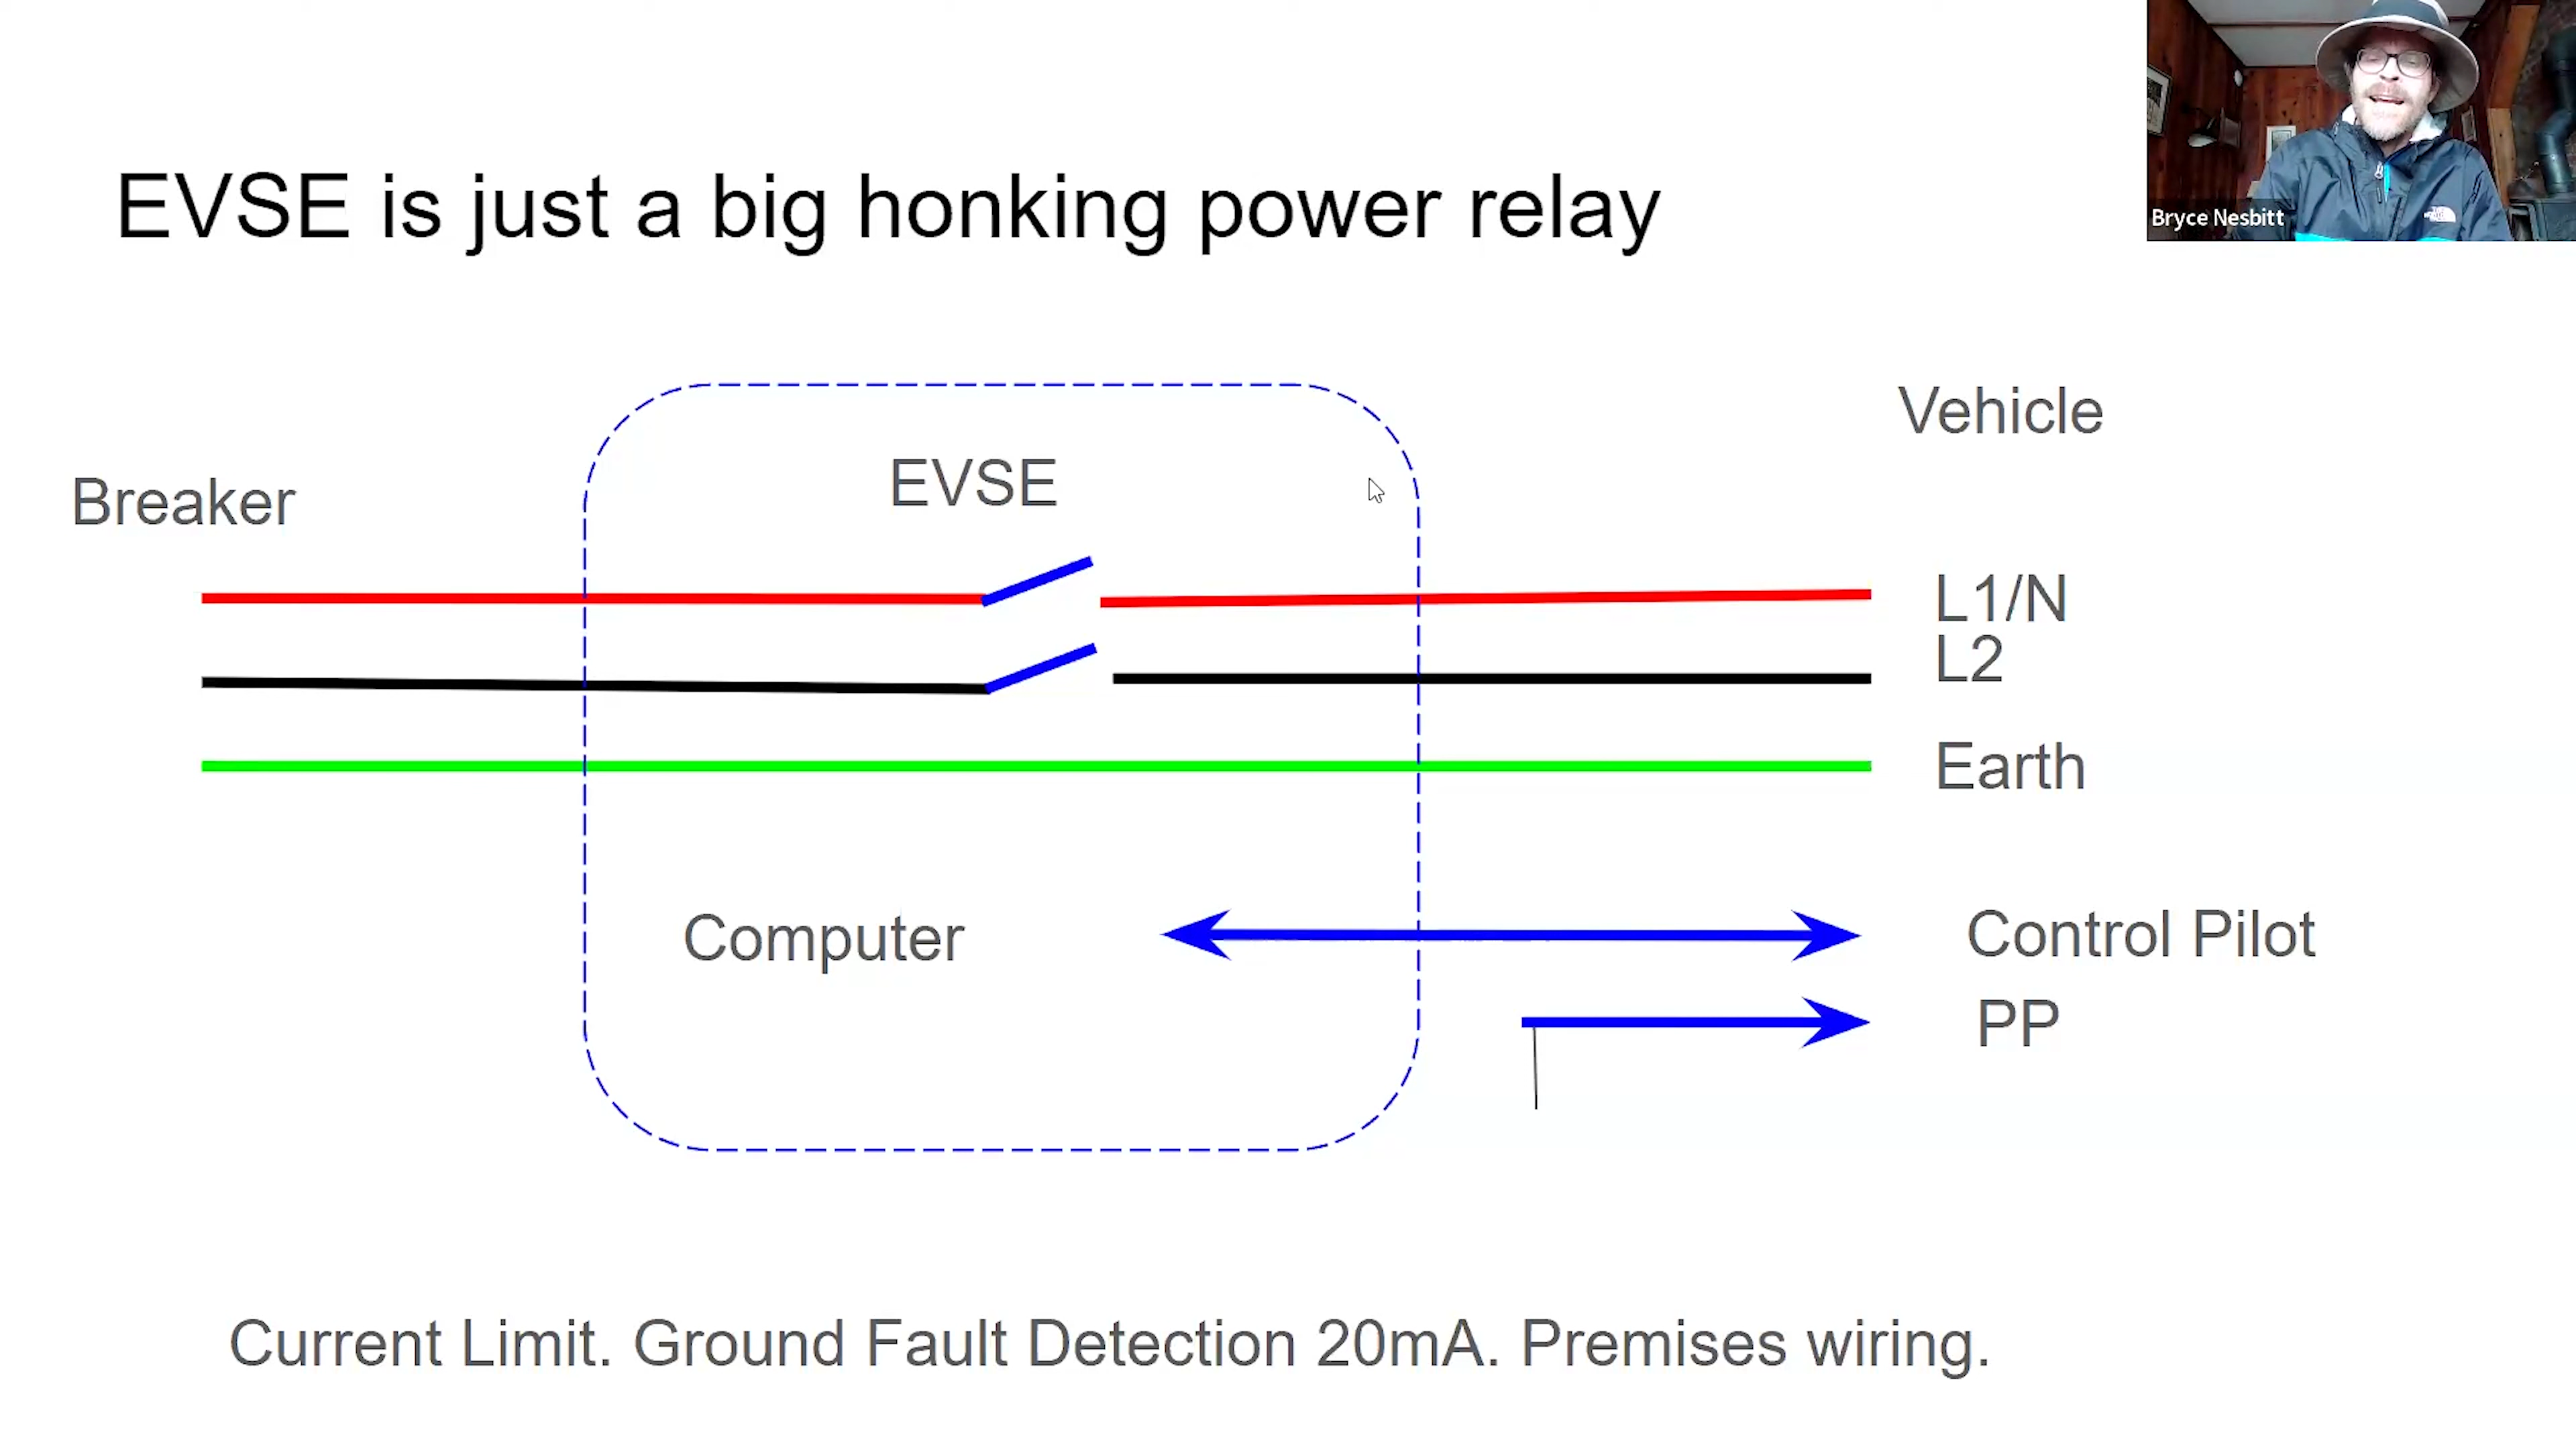 EVSE is just a big honking power relay
Bryce Nesbitt
Vehicle
EVSE
Breaker
L1/N
L2
Earth
Computer
Control Pilot
PP
Current Limit. Ground Fault Detection 20mA. Premises wiring.